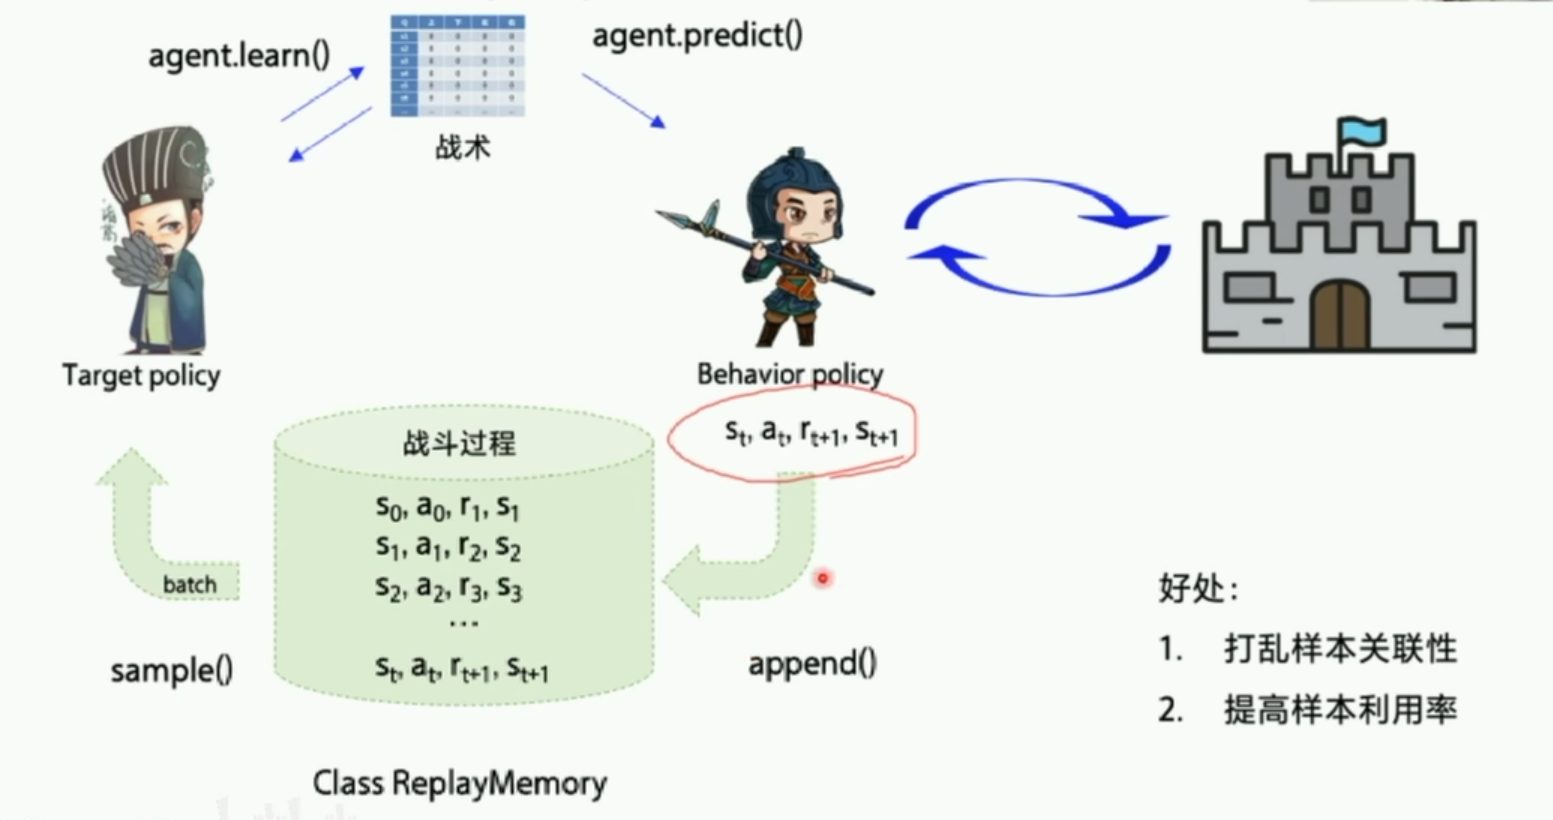 agent.learn()
agent.predict()
战术
诸葛
Target policy
Behavior policy
s_t, a_t, r_{t+1}, s_{t+1}
战斗过程
s_0, a_0, r_1, s_1
s_1, a_1, r_2, s_2
s_2, a_2, r_3, s_3
...
s_t, a_t, r_{t+1}, s_{t+1}
batch
sample()
append()
Class ReplayMemory
好处：
1. 打乱样本关联性
2. 提高样本利用率